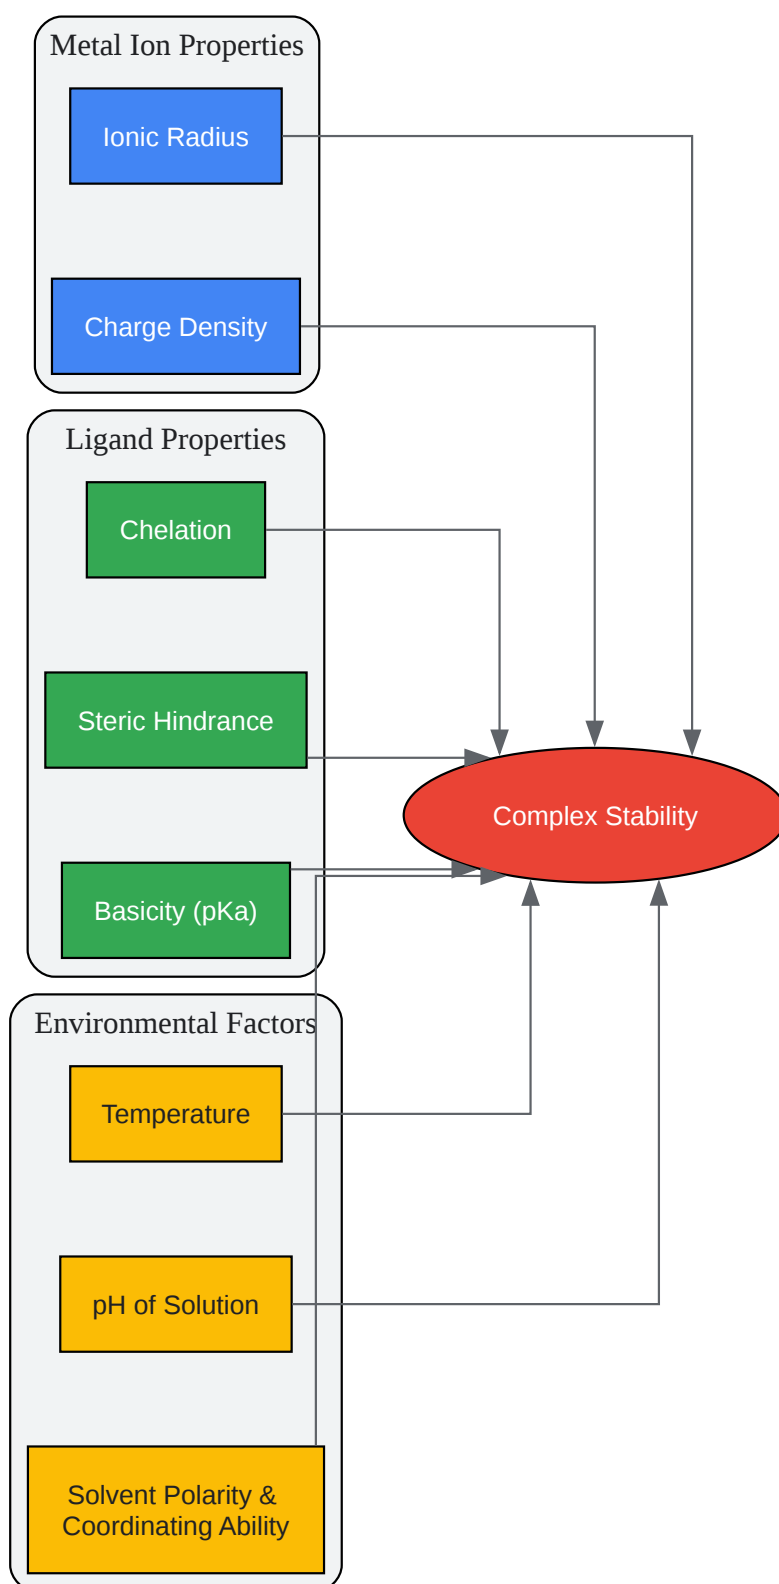 Metal Ion Properties
Ionic Radius
Charge Density
Ligand Properties
Chelation
Steric Hindrance
Complex Stability
Basicity (pKa)
Environmental Factors
Temperature
pH of Solution
Solvent Polarity &
Coordinating Ability